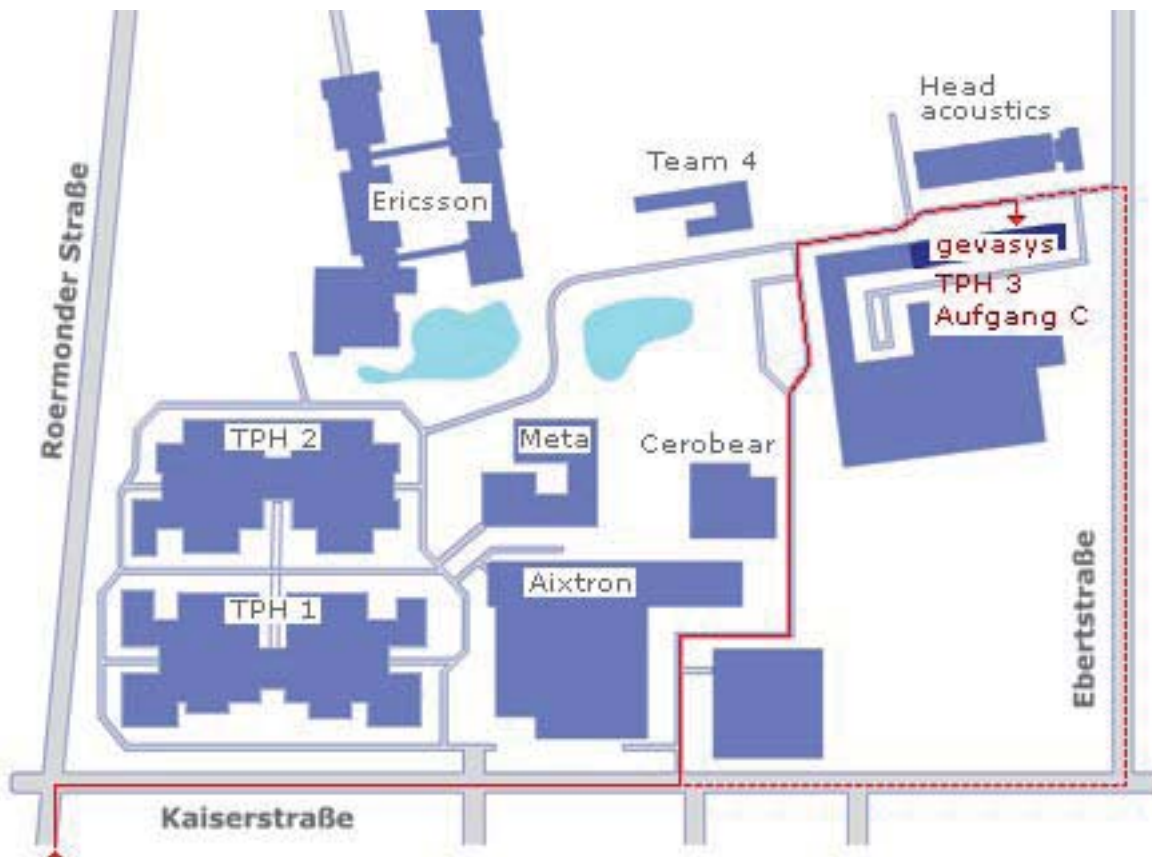 Head
acoustics
Team 4
Ericsson
Roermonder Straße
gevasys
TPH 3
Aufgang C
TPH 2
Meta
Cerobear
Aixtron
TPH 1
Ebertstraße
Kaiserstraße